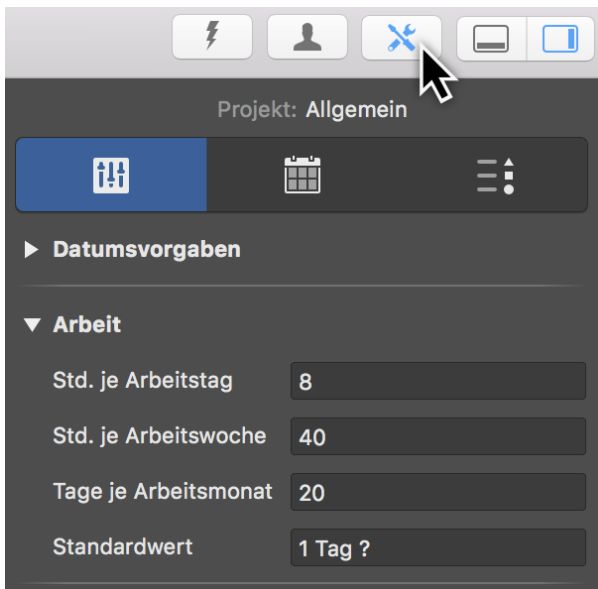 Projekt: Allgemein
Datumsvorgaben
Arbeit
Std. je Arbeitstag 8
Std. je Arbeitswoche 40
Tage je Arbeitsmonat 20
Standardwert 1 Tag ?